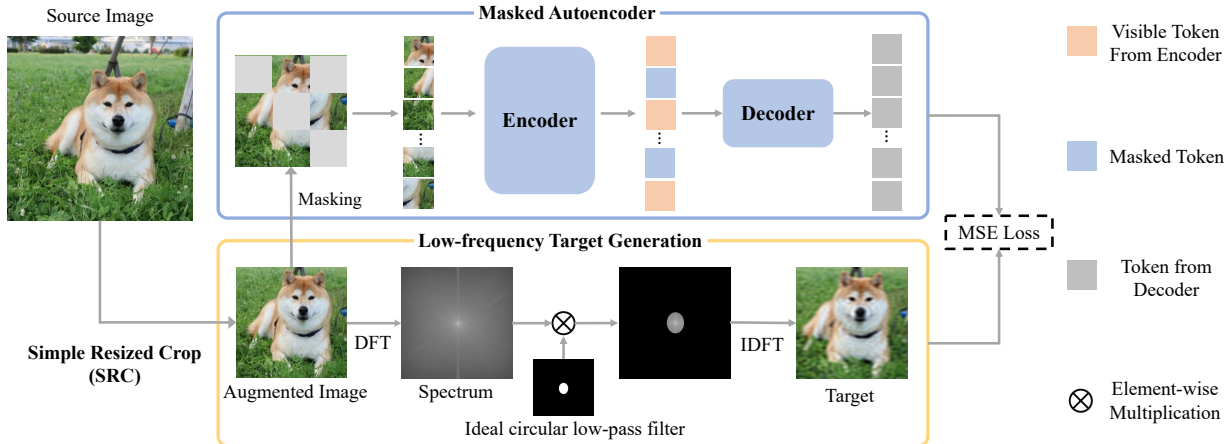 Source Image
Masked Autoencoder
Encoder
Decoder
Masking
Visible Token
From Encoder
Masked Token
MSE Loss
Low-frequency Target Generation
Simple Resized Crop
(SRC)
Augmented Image
DFT
Spectrum
Ideal circular low-pass filter
IDFT
Target
Token from
Decoder
Element-wise
Multiplication